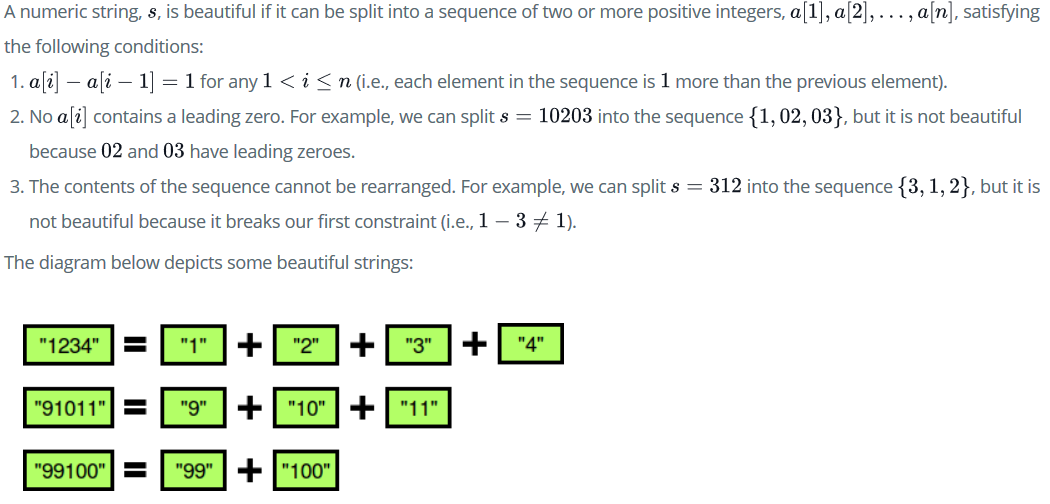 A numeric string, s, is beautiful if it can be split into a sequence of two or more positive integers, a[1], a[2], . . . , a[n], satisfying
the following conditions:
1. a[i] − a[i − 1] = 1 for any 1 < i ≤ n (i.e., each element in the sequence is 1 more than the previous element).
2. No a[i] contains a leading zero. For example, we can split s = 10203 into the sequence {1, 02, 03}, but it is not beautiful
because 02 and 03 have leading zeroes.
3. The contents of the sequence cannot be rearranged. For example, we can split s = 312 into the sequence {3, 1, 2}, but it is
not beautiful because it breaks our first constraint (i.e., 1 − 3 ≠ 1).
The diagram below depicts some beautiful strings:
"1234" = "1" + "2" + "3" + "4"
"91011" = "9" + "10" + "11"
"99100" = "99" + "100"